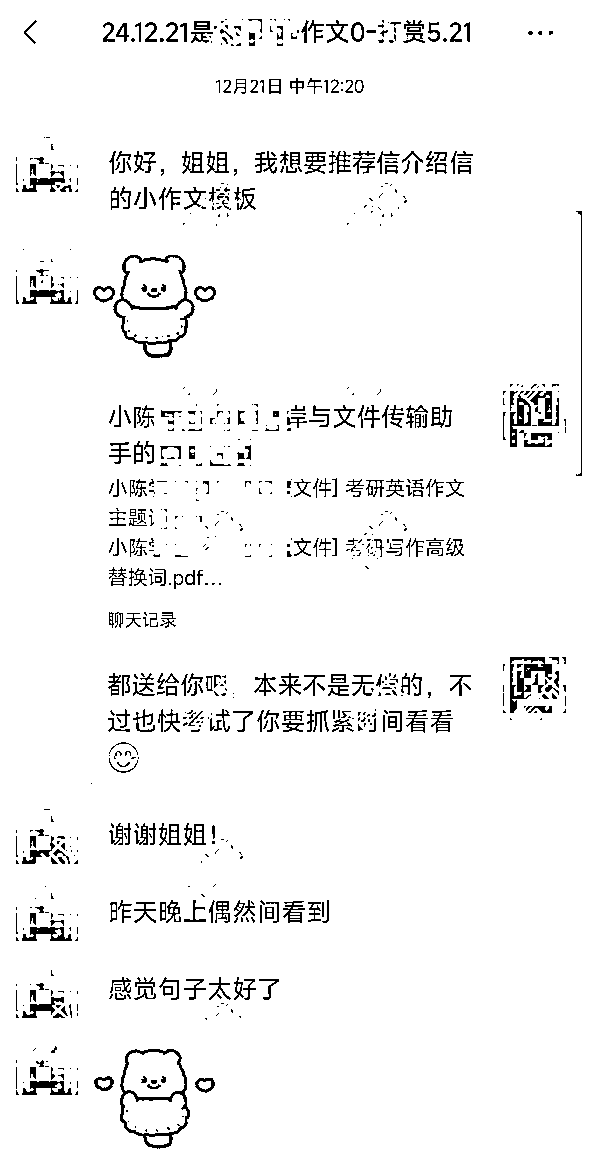 24.12.21是 作文0-打赏5.21
12月21日 中午12:20
你好，姐姐，我想要推荐信介绍信
的小作文模板
小陈 岸与文件传输助
手的
小陈 文件] 考研英语作文
主题
小陈 文件] 考研写作高级
替换词.pdf...
聊天记录
都送给你吧，本来不是无偿的，不
过也快考试了你要抓紧时间看看
😊
谢谢姐姐！
昨天晚上偶然间看到
感觉句子太好了